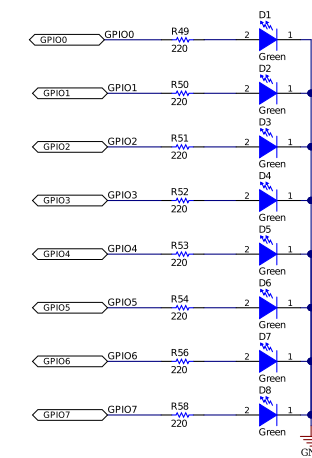 D1
GPIO0 GPIO0 R49 2 1
220 Green
D2
GPIO1 GPIO1 R50 2 1
220 Green
D3
GPIO2 GPIO2 R51 2 1
220 Green
D4
GPIO3 GPIO3 R52 2 1
220 Green
D5
GPIO4 GPIO4 R53 2 1
220 Green
D6
GPIO5 GPIO5 R54 2 1
220 Green
D7
GPIO6 GPIO6 R56 2 1
220 Green
D8
GPIO7 GPIO7 R58 2 1
220 Green